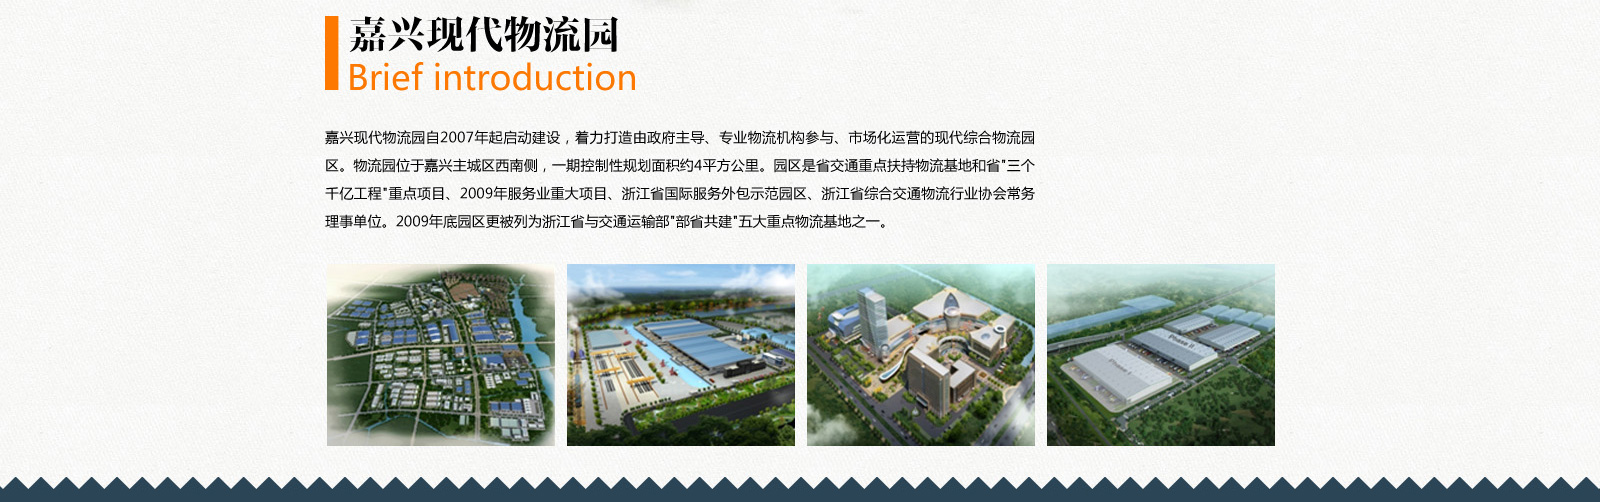 嘉兴现代物流园
Brief introduction
嘉兴现代物流园自2007年起启动建设，着力打造由政府主导、专业物流机构参与、市场化运营的现代综合物流园
区。物流园位于嘉兴主城区西南侧，一期控制性规划面积约4平方公里。园区是省交通重点扶持物流基地和省"三个
千亿工程"重点项目、2009年服务业重大项目、浙江省国际服务外包示范园区、浙江省综合交通物流行业协会常务
理事单位。2009年底园区更被列为浙江省与交通运输部"部省共建"五大重点物流基地之一。
Phase II
Phase I